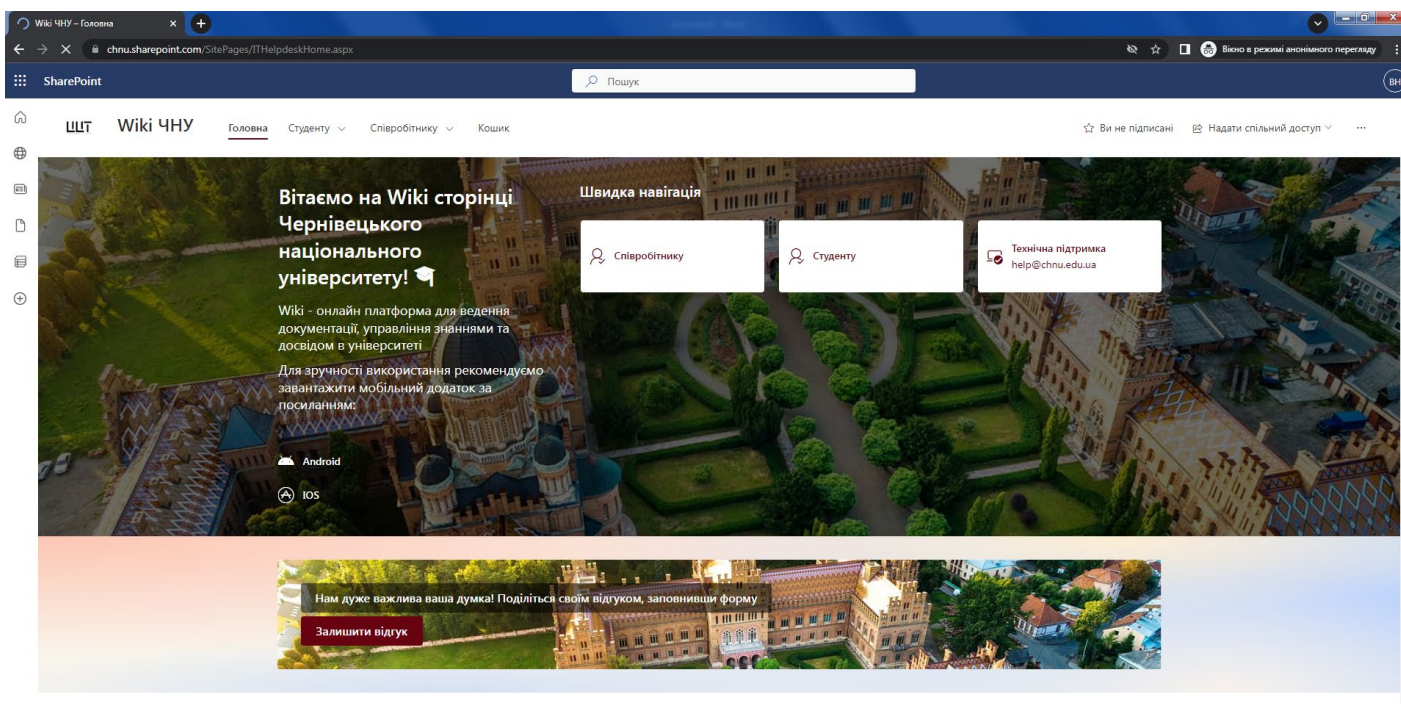 Wiki ЧНУ – Головна
chnu.sharepoint.com/SitePages/ITHelpdeskHome.aspx
Вікно в режимі анонімного перегляду
SharePoint
Пошук
ВН
ЦЦТ
Wiki ЧНУ
Головна
Студенту
Співробітнику
Кошик
Ви не підписані
Надати спільний доступ
Вітаємо на Wiki сторінці
Чернівецького
національного
університету!
Wiki - онлайн платформа для ведення
документації, управління знаннями та
досвідом в університеті
Для зручності використання рекомендуємо
завантажити мобільний додаток за
посиланням:
Android
IOS
Швидка навігація
Співробітнику
Студенту
Технічна підтримка
help@chnu.edu.ua
Нам дуже важлива ваша думка! Поділіться своїм відгуком, заповнивши форму
Залишити відгук